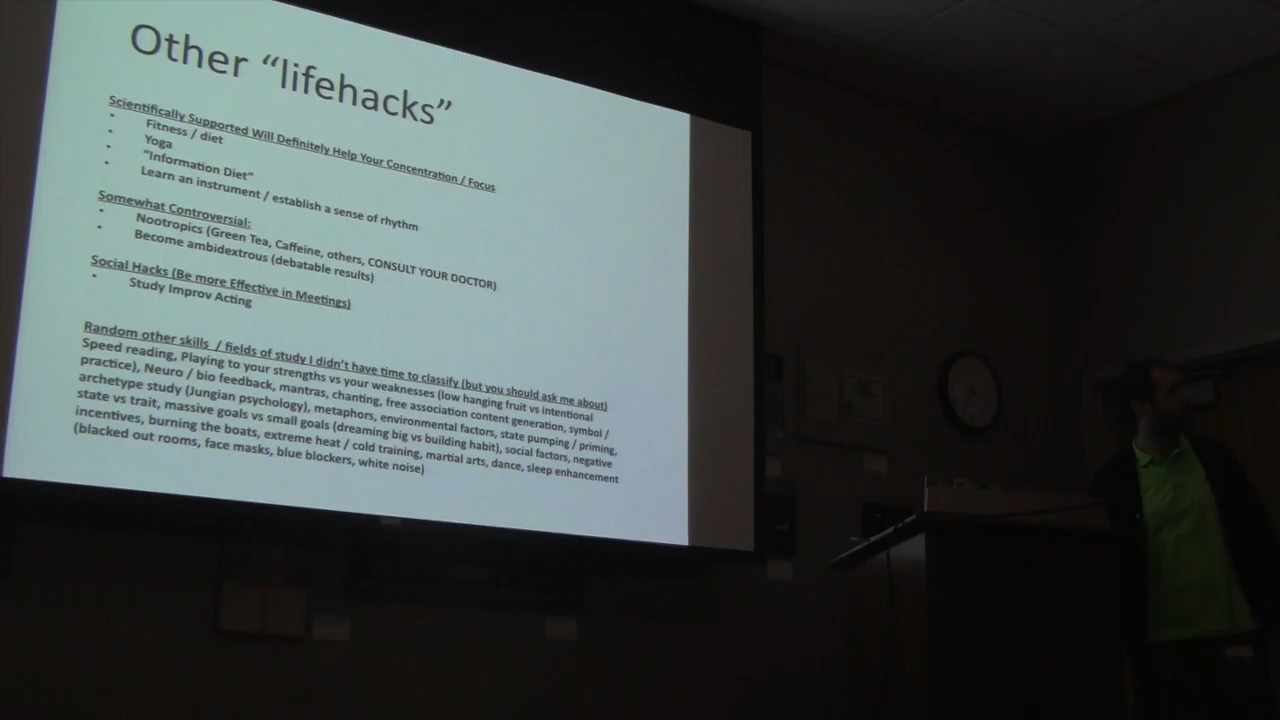 Other “lifehacks”
Scientifically Supported Will Definitely Help Your Concentration / Focus
• Fitness / diet
• Yoga
• “Information Diet”
• Learn an instrument / establish a sense of rhythm
Somewhat Controversial:
• Nootropics (Green Tea, Caffeine, others, CONSULT YOUR DOCTOR)
• Become ambidextrous (debatable results)
Social Hacks (Be more Effective in Meetings)
• Study Improv Acting
Random other skills / fields of study I didn’t have time to classify (but you should ask me about)
Speed reading, Playing to your strengths vs your weaknesses (low hanging fruit vs intentional
practice), Neuro / bio feedback, mantras, chanting, free association content generation, symbol /
archetype study (Jungian psychology), metaphors, environmental factors, state pumping / priming,
state vs trait, massive goals vs small goals (dreaming big vs building habit), social factors, negative
incentives, burning the boats, extreme heat / cold training, martial arts, dance, sleep enhancement
(blacked out rooms, face masks, blue blockers, white noise)